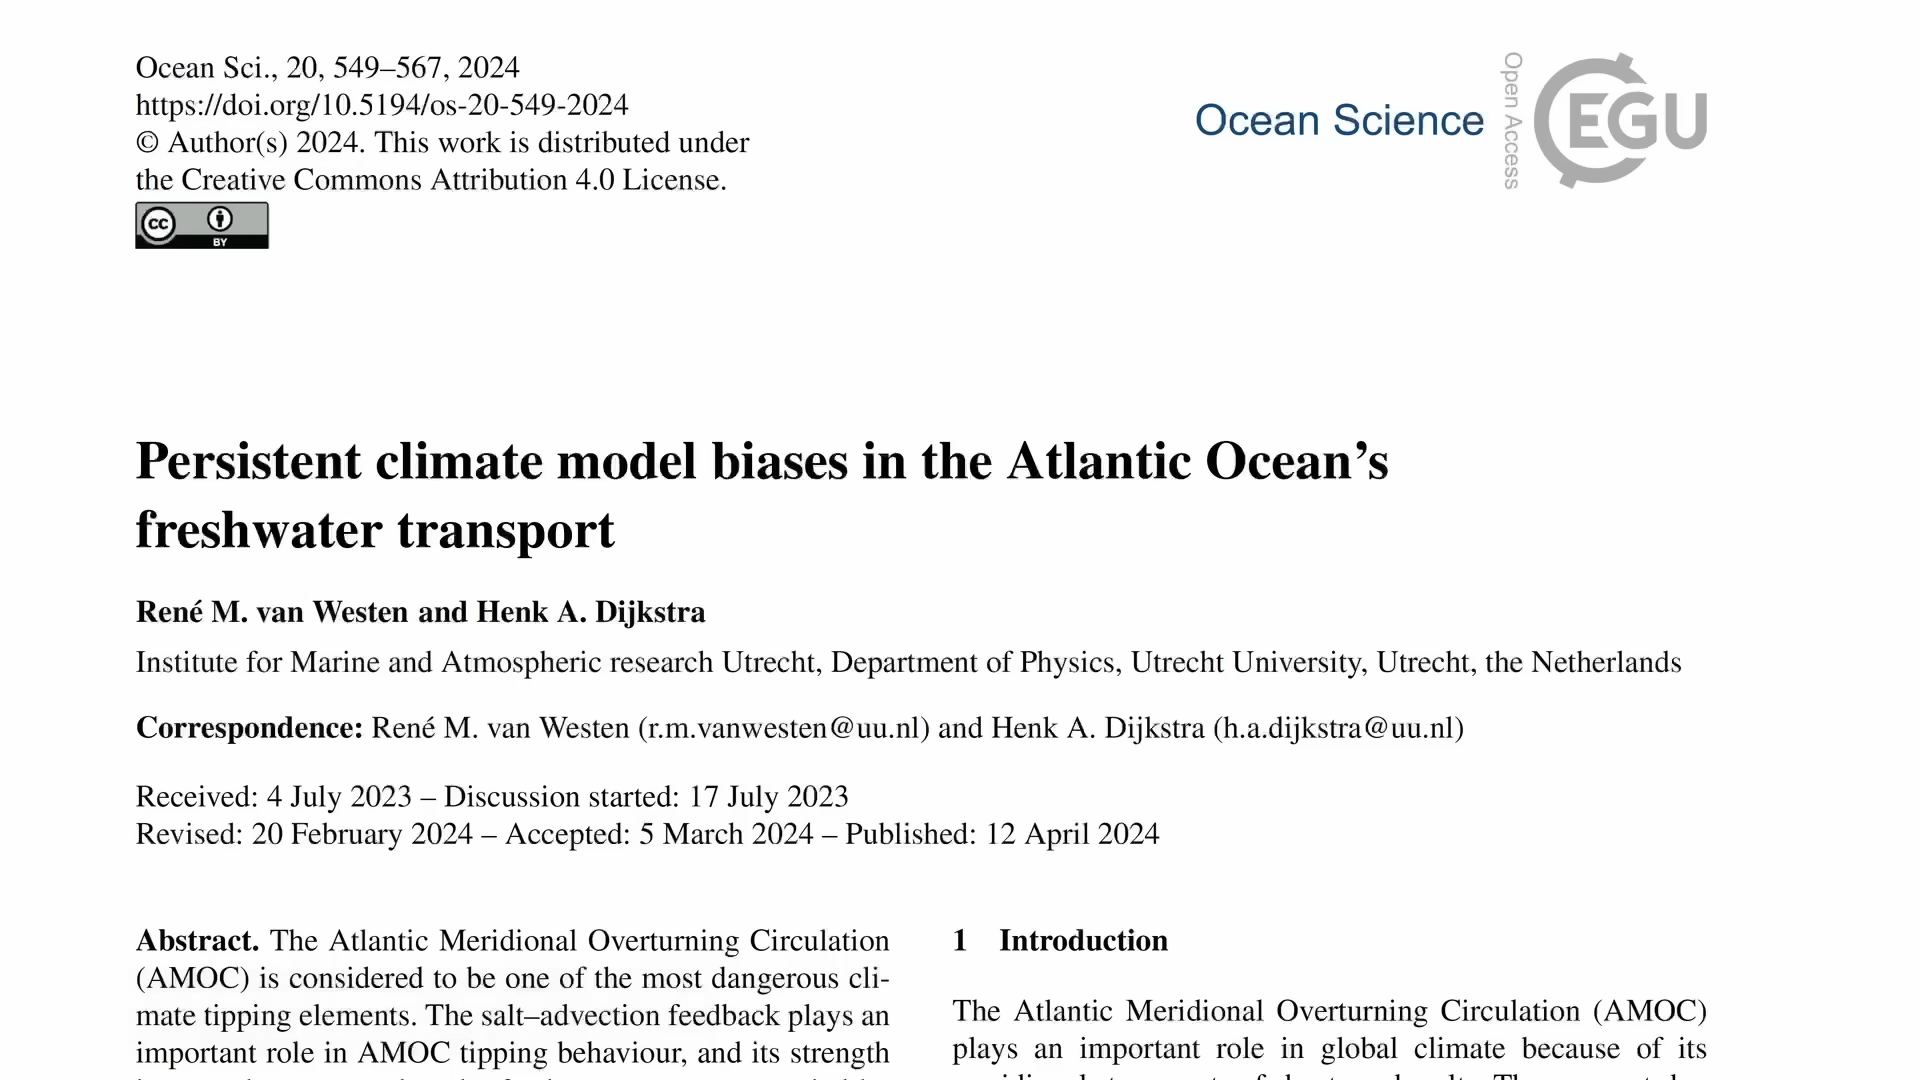 Ocean Sci., 20, 549–567, 2024
https://doi.org/10.5194/os-20-549-2024
© Author(s) 2024. This work is distributed under
the Creative Commons Attribution 4.0 License.
cc
BY
Ocean Science
Open Access
EGU
Persistent climate model biases in the Atlantic Ocean’s
freshwater transport
René M. van Westen and Henk A. Dijkstra
Institute for Marine and Atmospheric research Utrecht, Department of Physics, Utrecht University, Utrecht, the Netherlands
Correspondence: René M. van Westen (r.m.vanwesten@uu.nl) and Henk A. Dijkstra (h.a.dijkstra@uu.nl)
Received: 4 July 2023 – Discussion started: 17 July 2023
Revised: 20 February 2024 – Accepted: 5 March 2024 – Published: 12 April 2024
Abstract. The Atlantic Meridional Overturning Circulation
(AMOC) is considered to be one of the most dangerous cli-
mate tipping elements. The salt–advection feedback plays an
important role in AMOC tipping behaviour, and its strength
1 Introduction
The Atlantic Meridional Overturning Circulation (AMOC)
plays an important role in global climate because of its